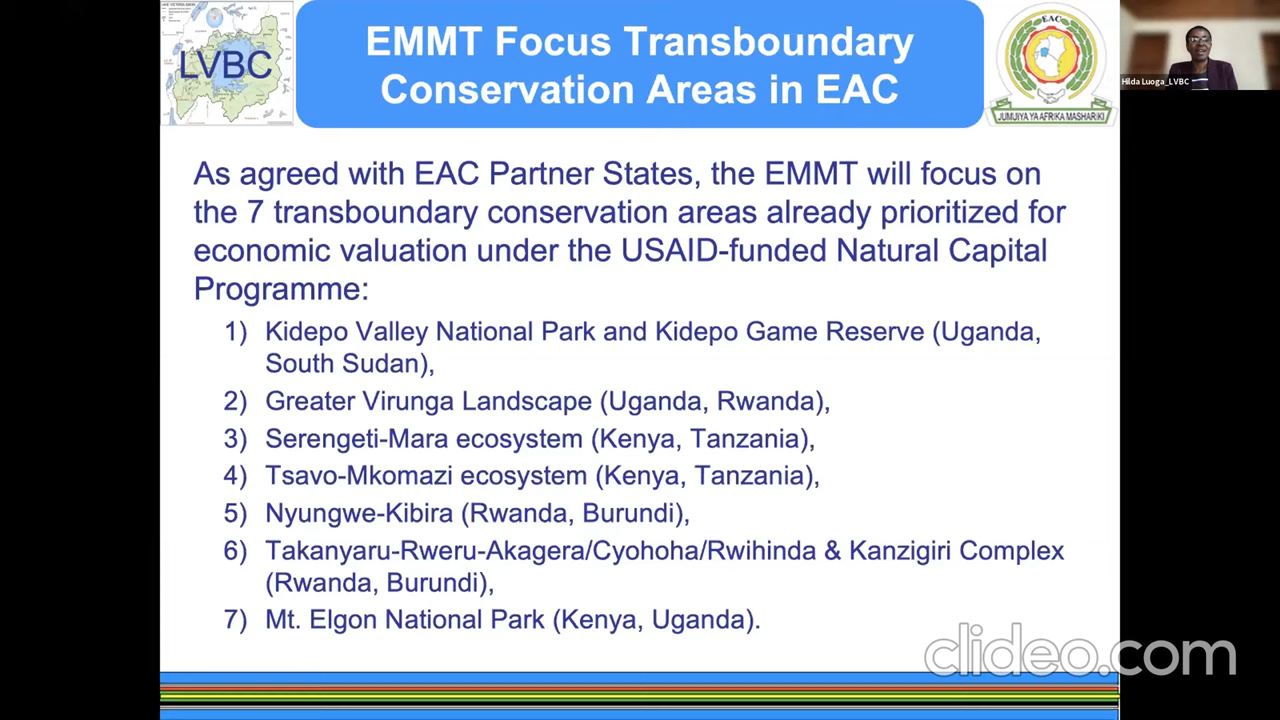 LVBC
EMMT Focus Transboundary
Conservation Areas in EAC
EAC
JUMUIYA YA AFRIKA MASHARIKI
Hilda Luoga_LVBC
As agreed with EAC Partner States, the EMMT will focus on
the 7 transboundary conservation areas already prioritized for
economic valuation under the USAID-funded Natural Capital
Programme:
1) Kidepo Valley National Park and Kidepo Game Reserve (Uganda,
South Sudan),
2) Greater Virunga Landscape (Uganda, Rwanda),
3) Serengeti-Mara ecosystem (Kenya, Tanzania),
4) Tsavo-Mkomazi ecosystem (Kenya, Tanzania),
5) Nyungwe-Kibira (Rwanda, Burundi),
6) Takanyaru-Rweru-Akagera/Cyohoha/Rwihinda & Kanzigiri Complex
(Rwanda, Burundi),
7) Mt. Elgon National Park (Kenya, Uganda).
clideo.com